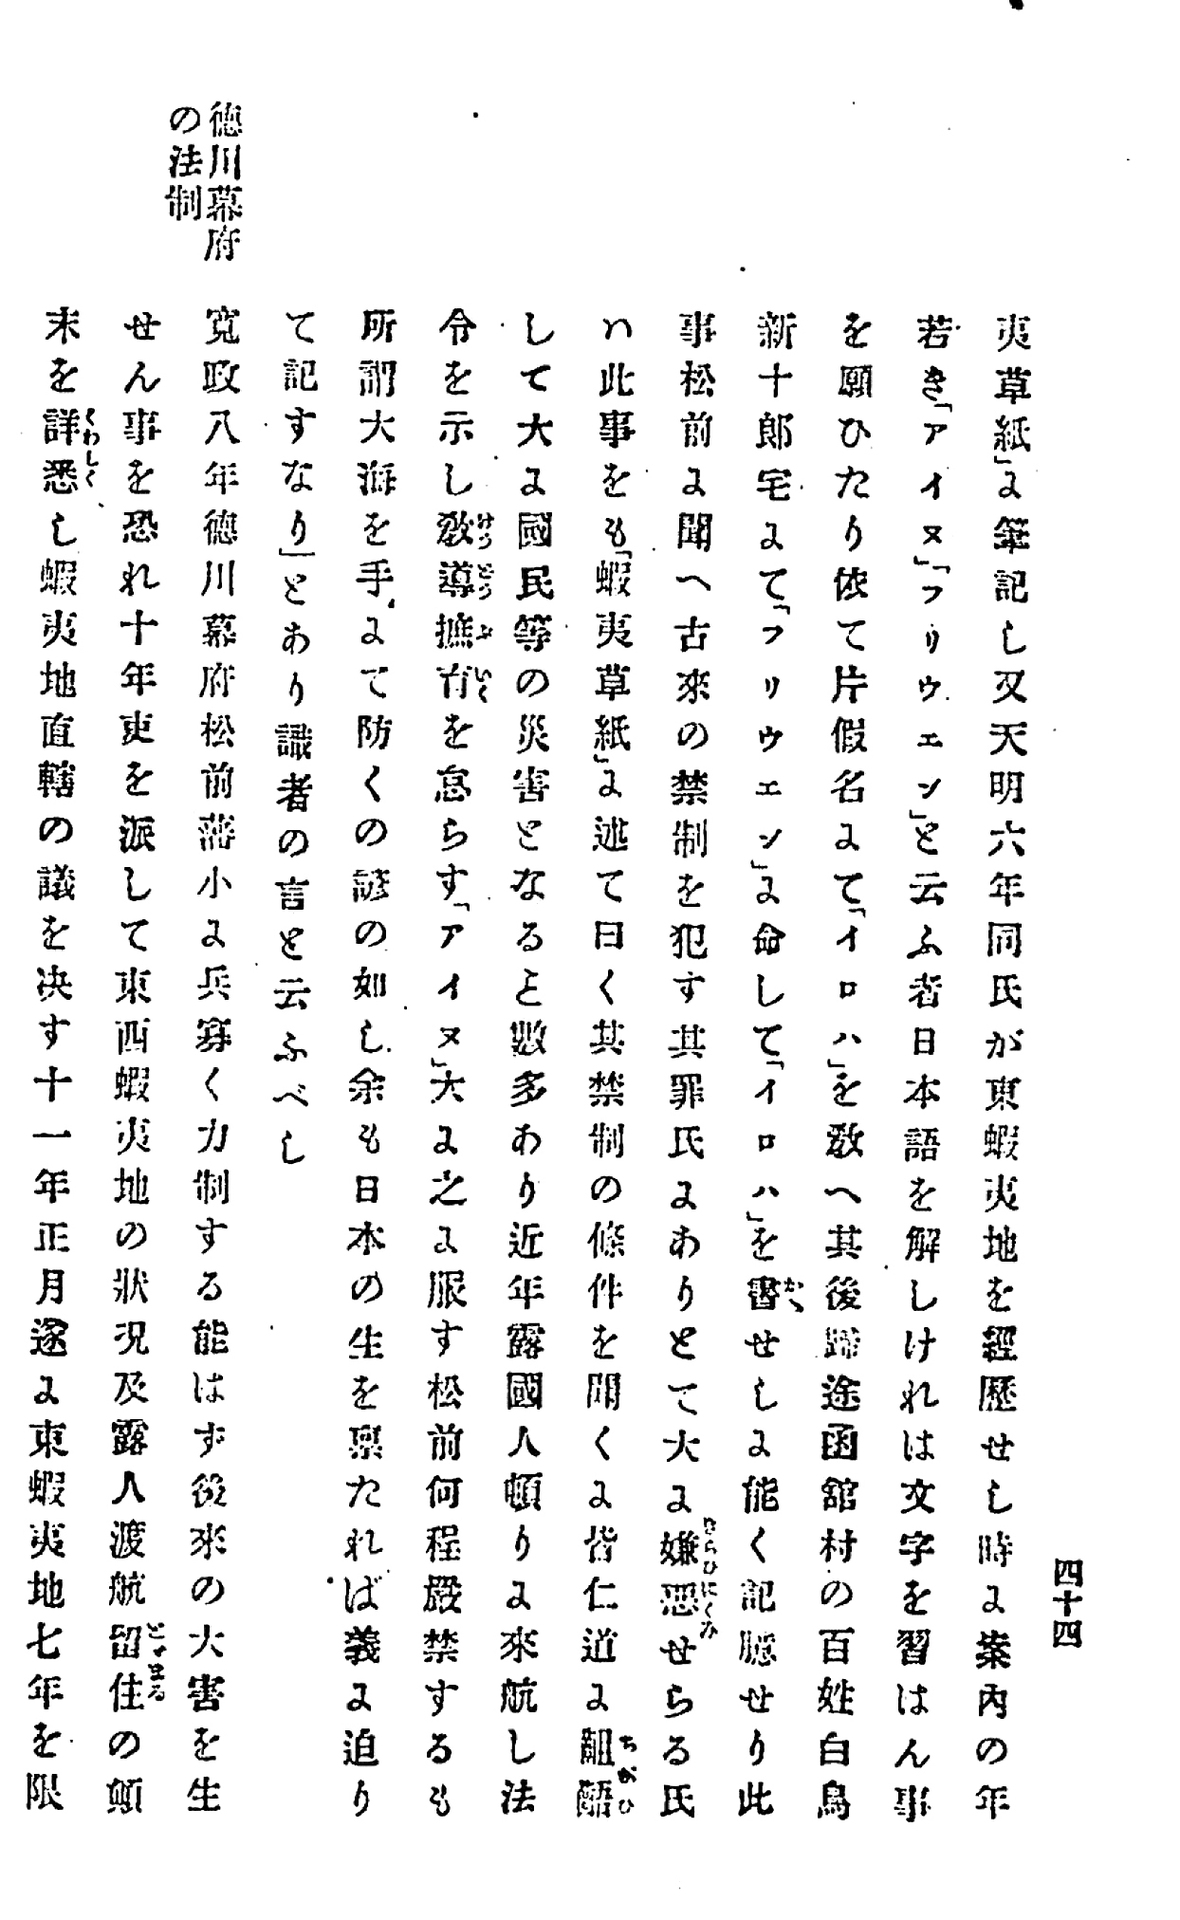 四十四
夷草紙」に筆記し又天明六年同氏が東蝦夷地を經歷せし時に案內の年
若き「アイヌ」「フリウエン」と云ふ者日本語を解しけれは文字を習はん事
を願ひたり依て片假名にて「イロハ」を敎へ其後歸途函舘村の百姓白鳥
新十郎宅にて「フリウエン」に命して「イロハ」を書せしに能く記臆せり此
事松前に聞へ古來の禁制を犯す其罪氏にありとて大に嫌惡せらる氏
ハ此事をも「蝦夷草紙」に述て曰く其禁制の條件を聞くに皆仁道に齟齬
して大に國民等の災害となると數多あり近年露國人頓りに來航し法
令を示し敎導撫育を怠らす「アイヌ」大に之に服す松前何程嚴禁するも
所謂大海を手にて防くの諺の如し余も日本の生を禀たれば義に迫り
て記すなり」とあり識者の言と云ふべし
德川幕府
の法制
寬政八年德川幕府松前藩小に兵寡く力制する能はず後來の大害を生
せん事を恐れ十年吏を派して東西蝦夷地の狀況及露人渡航留住の顚
末を詳悉し蝦夷地直轄の議を决す十一年正月遂に東蝦夷地七年を限